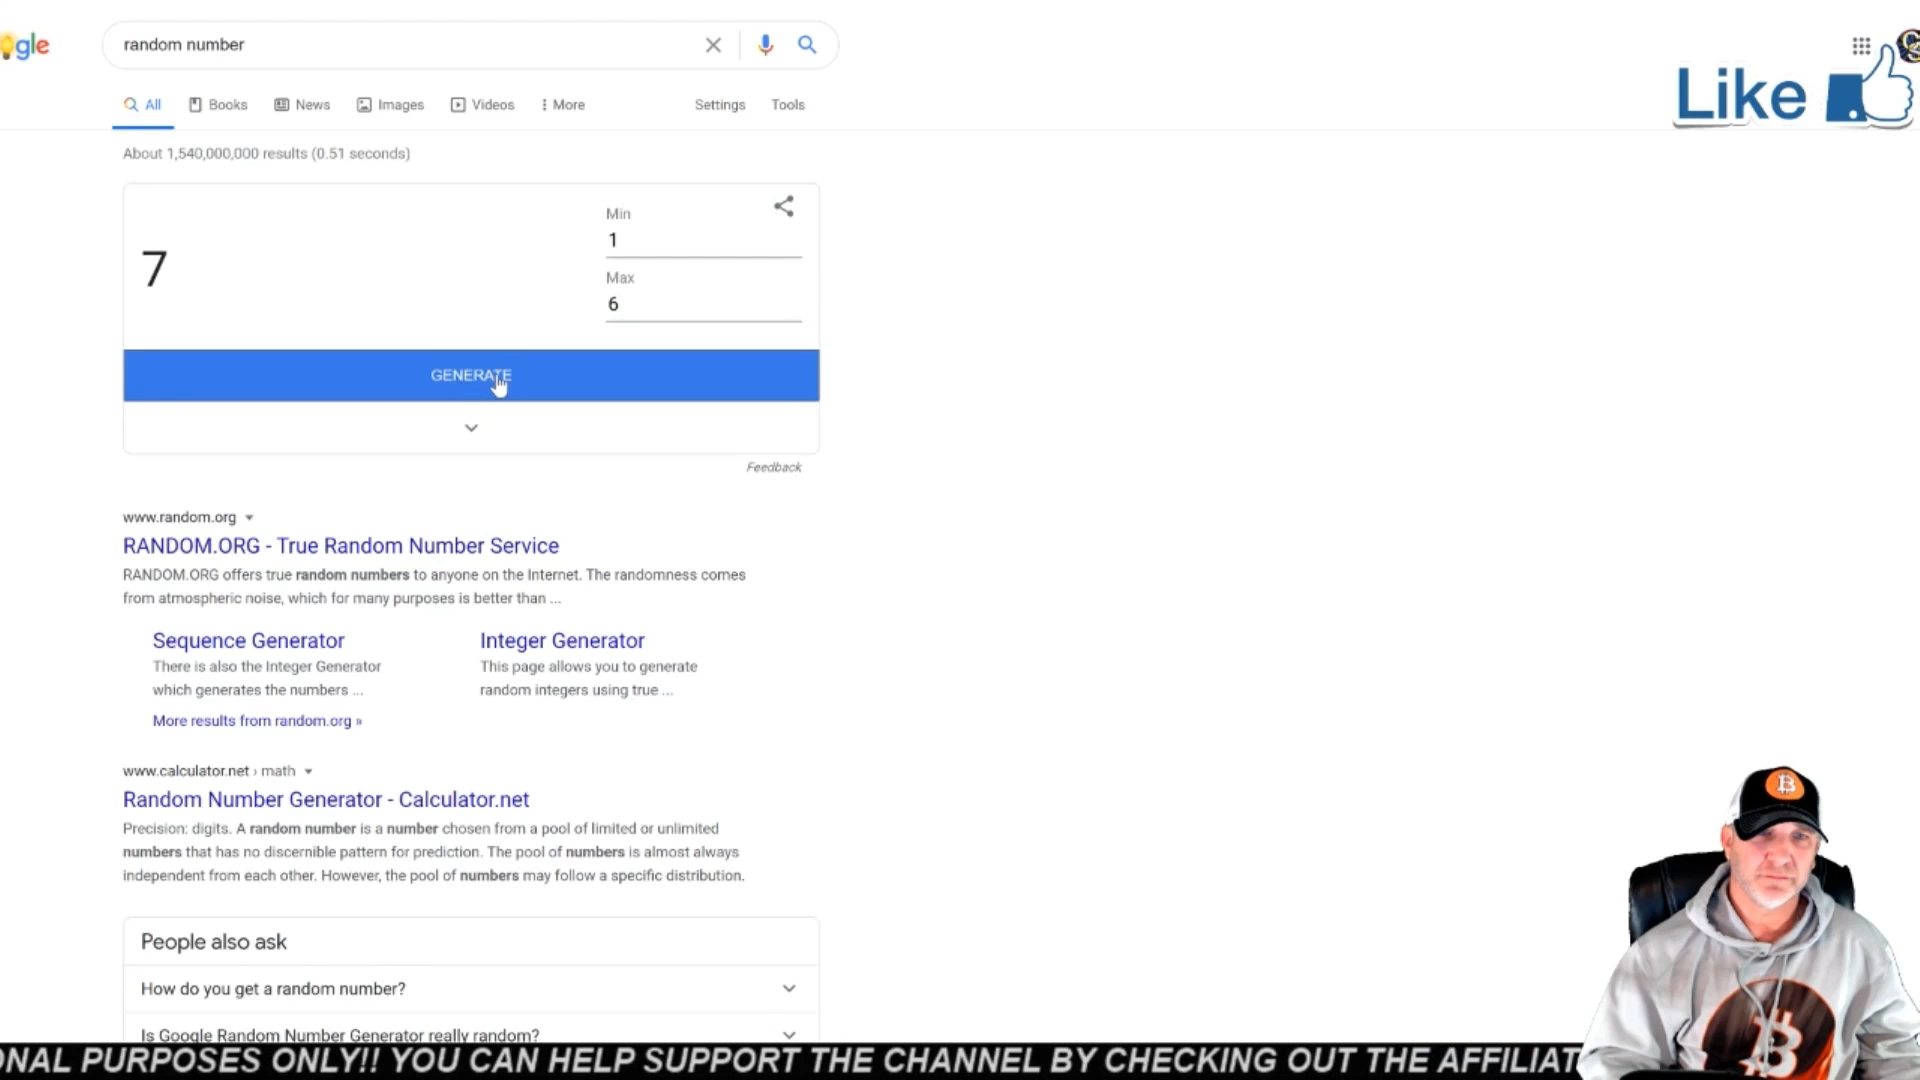 gle
random number
Like
All
Books
News
Images
Videos
More
Settings
Tools
About 1,540,000,000 results (0.51 seconds)
Min
1
7
Max
6
GENERATE
Feedback
www.random.org
RANDOM.ORG - True Random Number Service
RANDOM.ORG offers true random numbers to anyone on the Internet. The randomness comes
from atmospheric noise, which for many purposes is better than ...
Sequence Generator
There is also the Integer Generator
which generates the numbers ...
Integer Generator
This page allows you to generate
random integers using true ...
More results from random.org »
www.calculator.net › math
Random Number Generator - Calculator.net
Precision: digits. A random number is a number chosen from a pool of limited or unlimited
numbers that has no discernible pattern for prediction. The pool of numbers is almost always
independent from each other. However, the pool of numbers may follow a specific distribution.
People also ask
How do you get a random number?
Is Google Random Number Generator really random?
ONAL PURPOSES ONLY!! YOU CAN HELP SUPPORT THE CHANNEL BY CHECKING OUT THE AFFILIAT